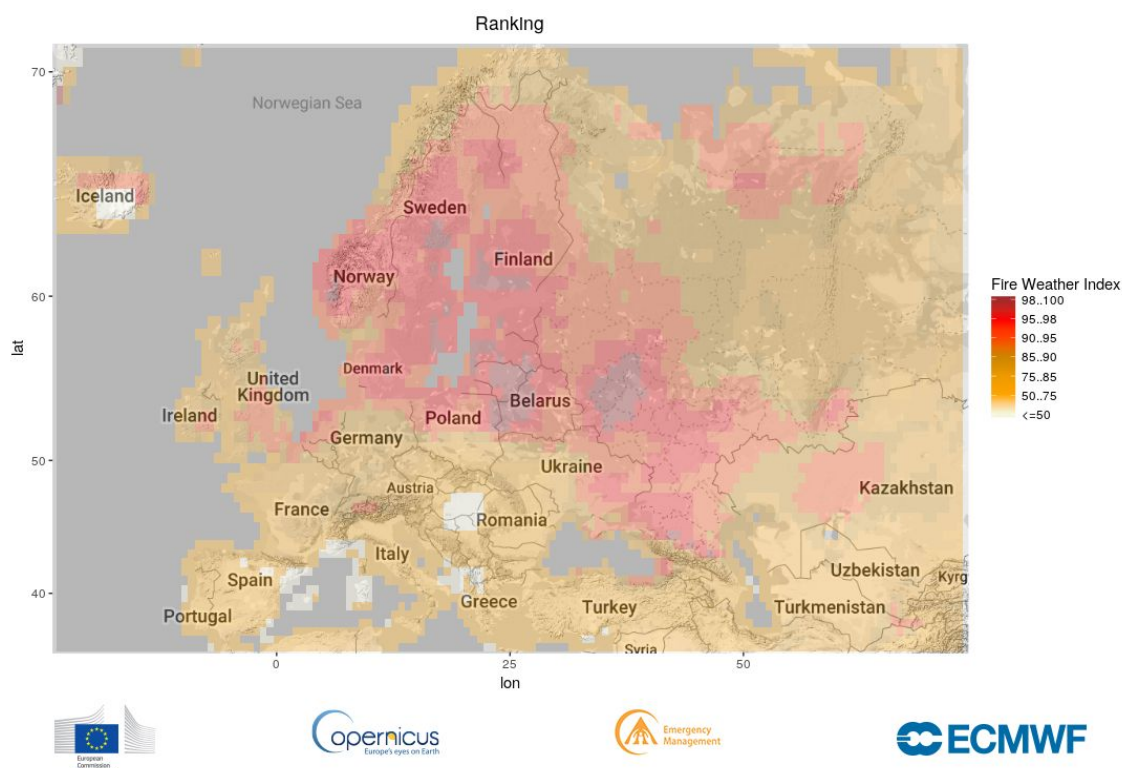 Ranking
70
60
50
40
lat
Norwegian Sea
Iceland
Sweden
Finland
Norway
Denmark
United
Kingdom
Ireland
Belarus
Poland
Germany
Ukraine
Kazakhstan
Austria
France
Romania
Italy
Uzbekistan
Kyrg
Spain
Greece
Turkey
Turkmenistan
Portugal
Syria
0
25
50
lon
Fire Weather Index
98..100
95..98
90..95
85..90
75..85
50..75
<=50
European
Commission
opernicus
Europe's eyes on Earth
Emergency
Management
ECMWF